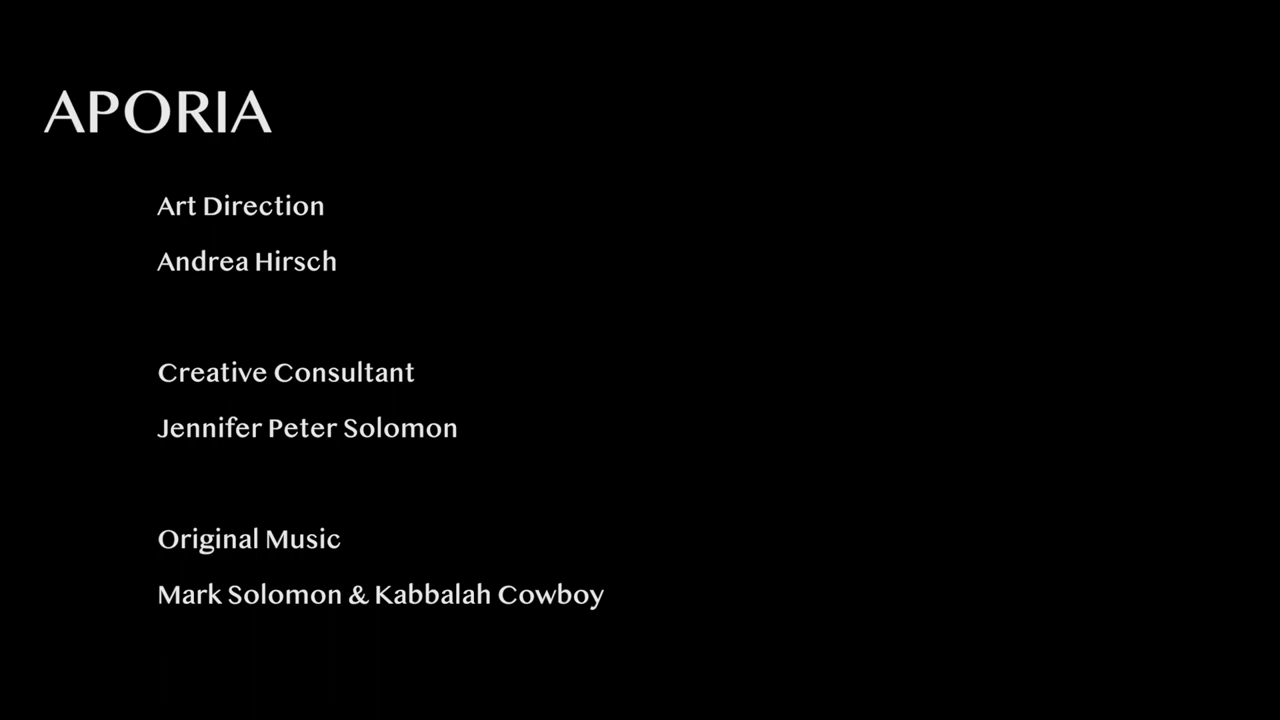 APORIA
Art Direction
Andrea Hirsch
Creative Consultant
Jennifer Peter Solomon
Original Music
Mark Solomon & Kabbalah Cowboy